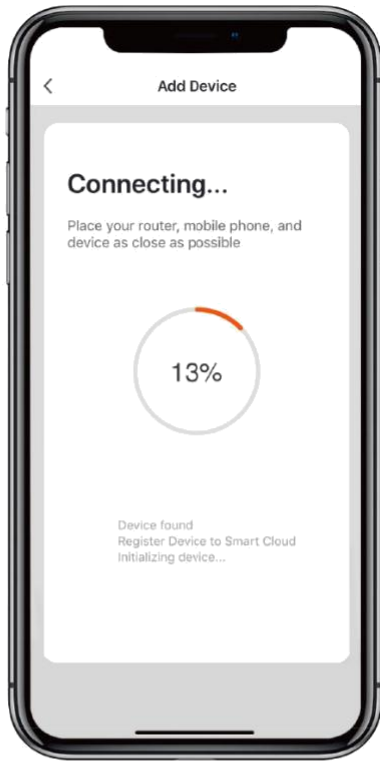 Add Device
Connecting...
Place your router, mobile phone, and
device as close as possible
13%
Device found
Register Device to Smart Cloud
Initializing device...